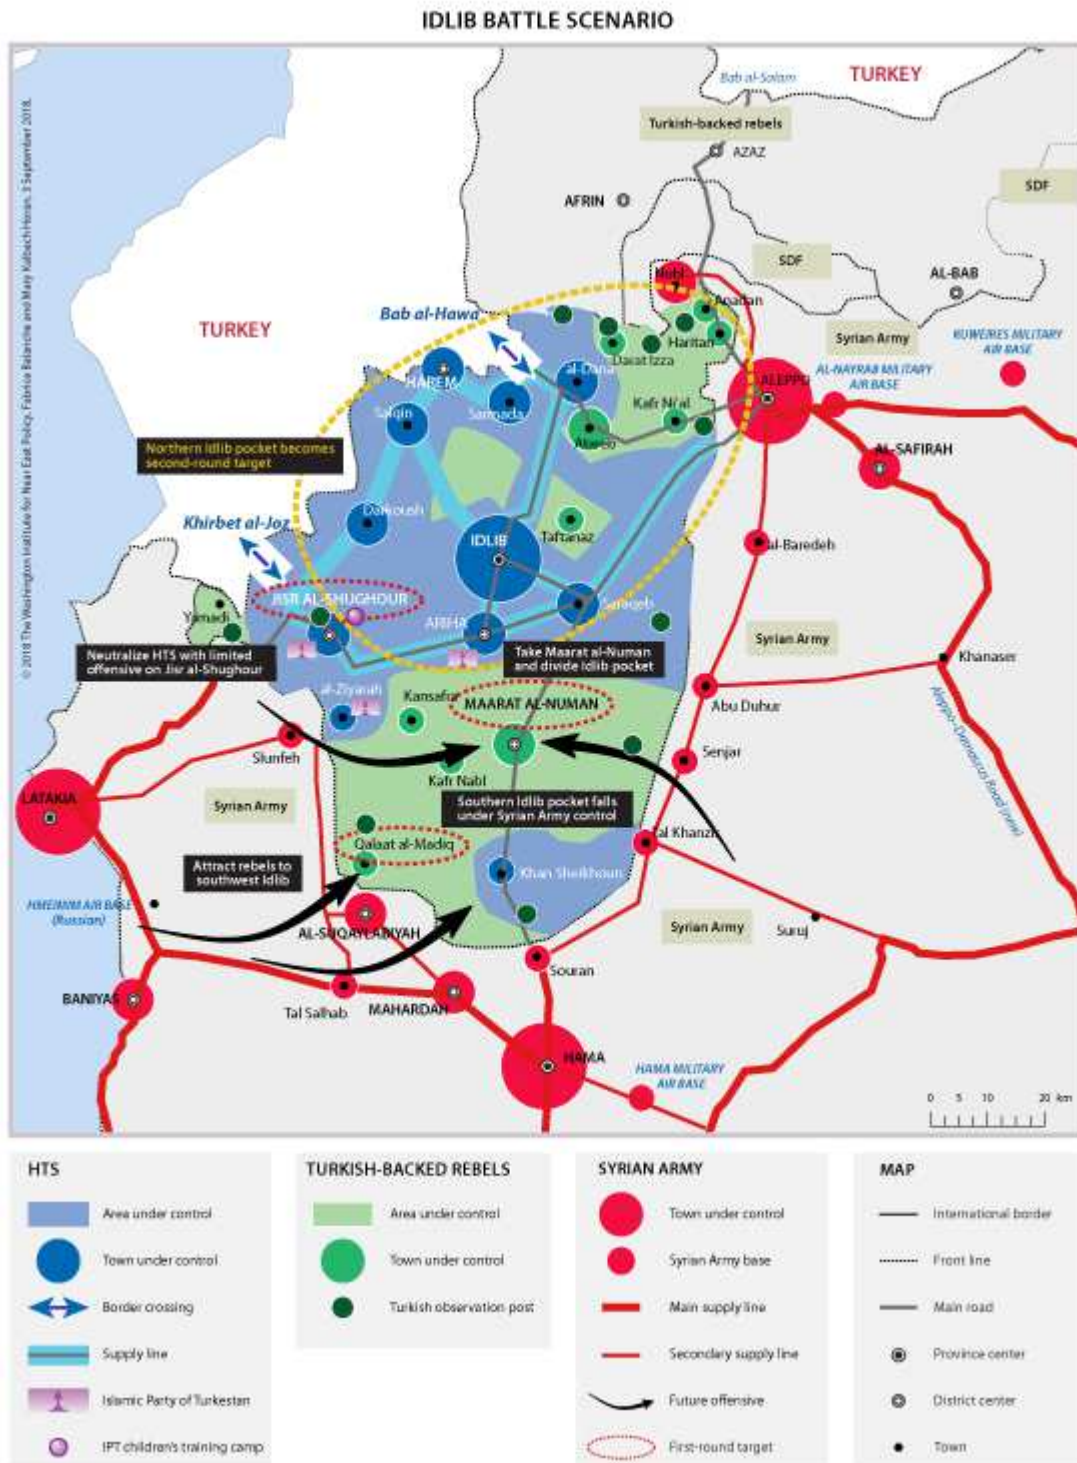 IDLIB BATTLE SCENARIO
© 2018 The Washington Institute for Near East Policy, Fabrice Balanche and Mary Kalbach Horan, 3 September 2018.
Bab al-Salam
TURKEY
Turkish-backed rebels
AZAZ
SDF
AFRIN
SDF
AL-BAB
Nubl
Anadan
Bab al-Hawa
TURKEY
Syrian Army
KUWEIRES MILITARY
AIR BASE
Haritan
Darat Izza
HAREM
al-Dana
ALEPPO
AL-NAYRAB MILITARY
AIR BASE
Salqin
Sarmada
Kafr Ni'al
Atareb
AL-SAFIRAH
Northern Idlib pocket becomes
second-round target
Darkoush
Khirbet al-Joz
Taftanaz
IDLIB
al-Baredeh
JISR AL-SHUGHOUR
Saraqeb
Yamadi
ARIHA
Syrian Army
Neutralize HTS with limited
offensive on Jisr al-Shughour
Take Maarat al-Numan
and divide Idlib pocket
Khanaser
al-Ziyarah
Kansafra
MAARAT AL-NUMAN
Abu Duhur
Aleppo-Damascus Road (new)
Slunfeh
Senjar
Kafr Nabl
LATAKIA
Syrian Army
Southern Idlib pocket falls
under Syrian Army control
Tal Khanzir
Qalaat al-Madiq
Attract rebels to
southwest Idlib
Khan Sheikhoun
HMEIMIM AIR BASE
(Russian)
AL-SUQAYLABIYAH
Syrian Army
Suruj
Souran
BANIYAS
Tal Salhab
MAHARDAH
HAMA
HAMA MILITARY
AIR BASE
0 5 10 20 km
HTS
Area under control
Town under control
Border crossing
Supply line
Islamic Party of Turkestan
IPT children's training camp
TURKISH-BACKED REBELS
Area under control
Town under control
Turkish observation post
SYRIAN ARMY
Town under control
Syrian Army base
Main supply line
Secondary supply line
Future offensive
First-round target
MAP
International border
Front line
Main road
Province center
District center
Town